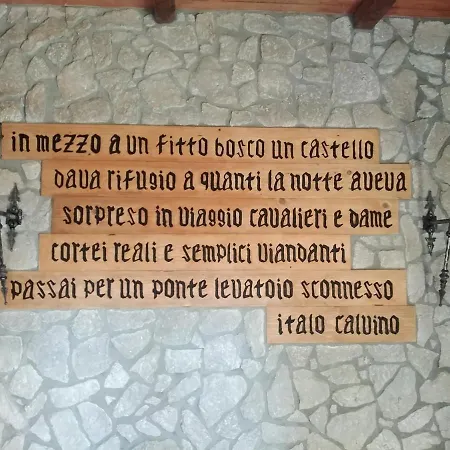 in mezzo a un fitto bosco un castello
dava rifugio a quanti la notte aveva
sorpreso in viaggio cavalieri e dame
cortei reali e semplici viandanti
passai per un ponte levatoio sconnesso
italo calvino